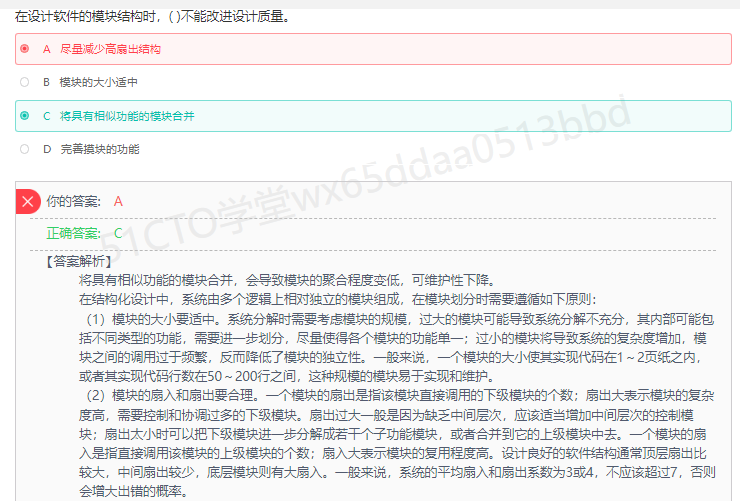 在设计软件的模块结构时，( )不能改进设计质量。
A 尽量减少高扇出结构
B 模块的大小适中
C 将具有相似功能的模块合并
D 完善摸块的功能
51CTO学堂wx65ddaa0513bbd
你的答案: A
正确答案: C
【答案解析】
将具有相似功能的模块合并，会导致模块的聚合程度变低，可维护性下降。
在结构化设计中，系统由多个逻辑上相对独立的模块组成，在模块划分时需要遵循如下原则：
（1）模块的大小要适中。系统分解时需要考虑模块的规模，过大的模块可能导致系统分解不充分，其内部可能包
括不同类型的功能，需要进一步划分，尽量使得各个模块的功能单一；过小的模块将导致系统的复杂度增加，模
块之间的调用过于频繁，反而降低了模块的独立性。一般来说，一个模块的大小使其实现代码在1～2页纸之内，
或者其实现代码行数在50～200行之间，这种规模的模块易于实现和维护。
（2）模块的扇入和扇出要合理。一个模块的扇出是指该模块直接调用的下级模块的个数；扇出大表示模块的复杂
度高，需要控制和协调过多的下级模块。扇出过大一般是因为缺乏中间层次，应该适当增加中间层次的控制模
块；扇出太小时可以把下级模块进一步分解成若干个子功能模块，或者合并到它的上级模块中去。一个模块的扇
入是指直接调用该模块的上级模块的个数；扇入大表示模块的复用程度高。设计良好的软件结构通常顶层扇出比
较大，中间扇出较少，底层模块则有大扇入。一般来说，系统的平均扇入和扇出系数为3或4，不应该超过7，否则
会增大出错的概率。